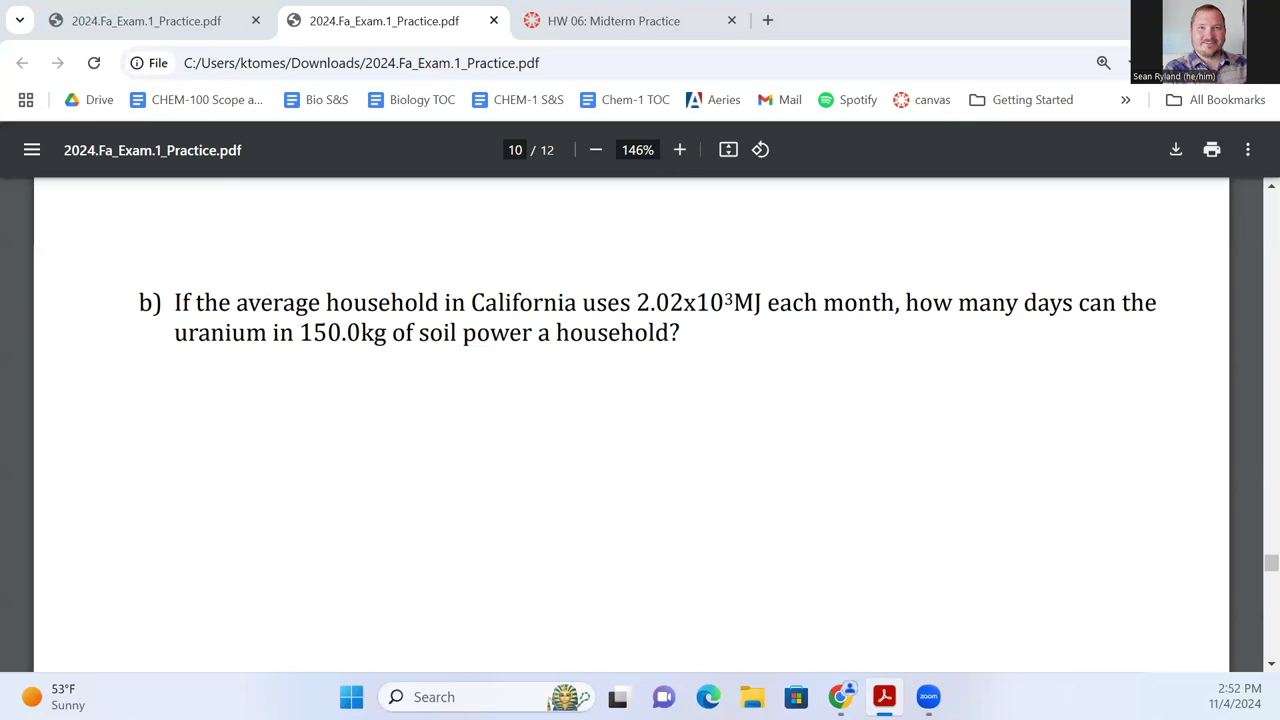 2024.Fa_Exam.1_Practice.pdf
2024.Fa_Exam.1_Practice.pdf
HW 06: Midterm Practice
File
C:/Users/ktomes/Downloads/2024.Fa_Exam.1_Practice.pdf
Sean Ryland (he/him)
Drive
CHEM-100 Scope a...
Bio S&S
Biology TOC
CHEM-1 S&S
Chem-1 TOC
Aeries
Mail
Spotify
canvas
Getting Started
All Bookmarks
2024.Fa_Exam.1_Practice.pdf
10 / 12
146%
b) If the average household in California uses 2.02x10³MJ each month, how many days can the
uranium in 150.0kg of soil power a household?
53°F
Sunny
Search
zoom
2:52 PM
11/4/2024